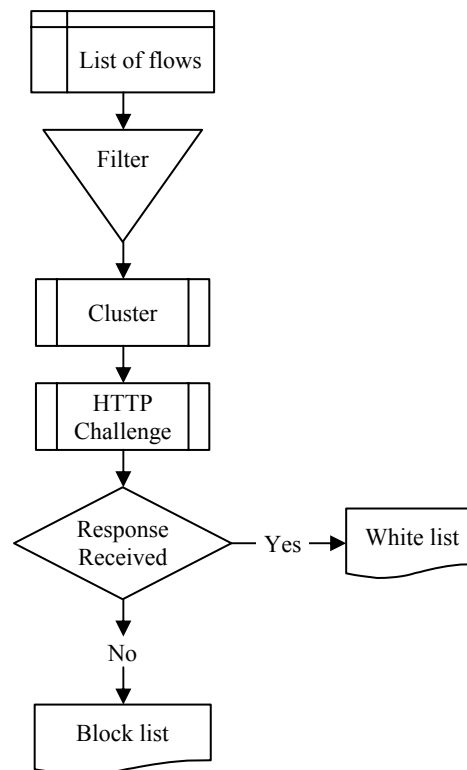 List of flows
Filter
Cluster
HTTP
Challenge
Response
Received
Yes
White list
No
Block list